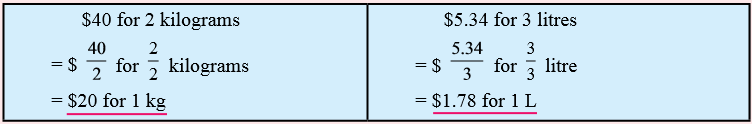 $40 for 2 kilograms
= $ 40/2 for 2/2 kilograms
= $20 for 1 kg
$5.34 for 3 litres
= $ 5.34/3 for 3/3 litre
= $1.78 for 1 L